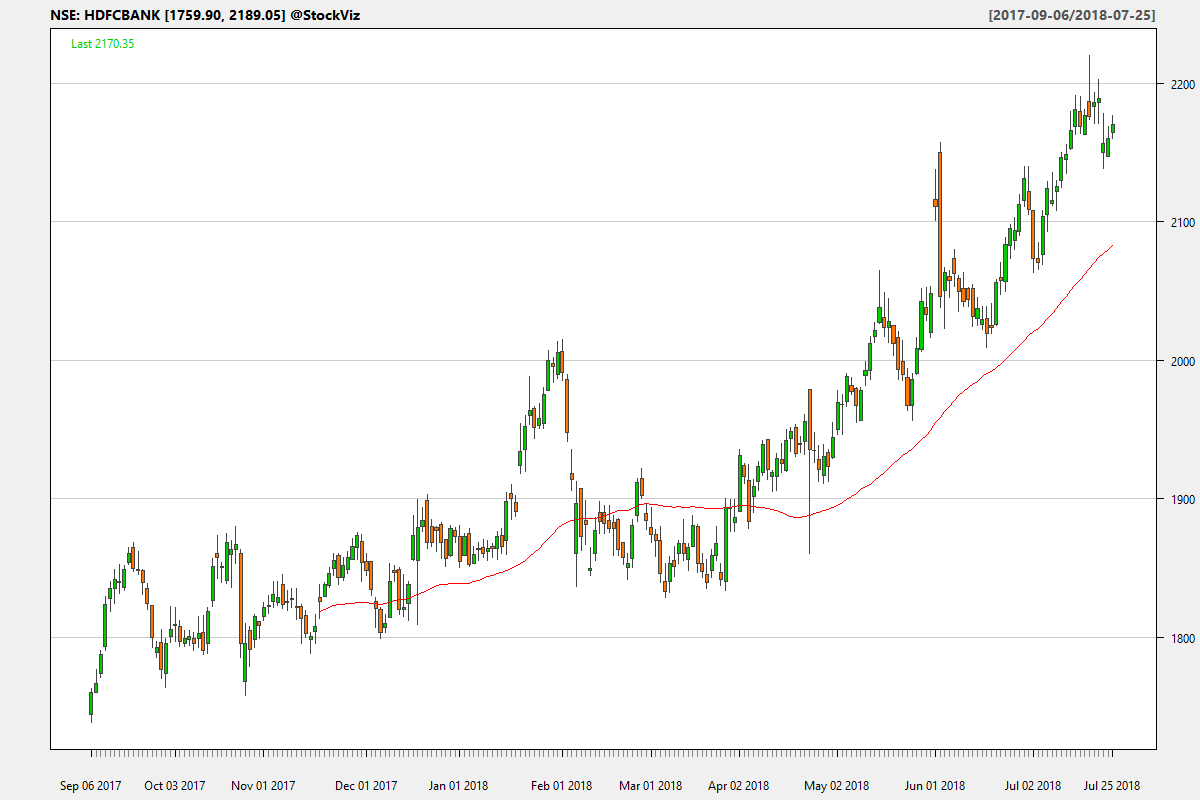 NSE: HDFCBANK [1759.90, 2189.05] @StockViz [2017-09-06/2018-07-25]
Last 2170.35
2200
2100
2000
1900
1800
Sep 06 2017 Oct 03 2017 Nov 01 2017 Dec 01 2017 Jan 01 2018 Feb 01 2018 Mar 01 2018 Apr 02 2018 May 02 2018 Jun 01 2018 Jul 02 2018 Jul 25 2018